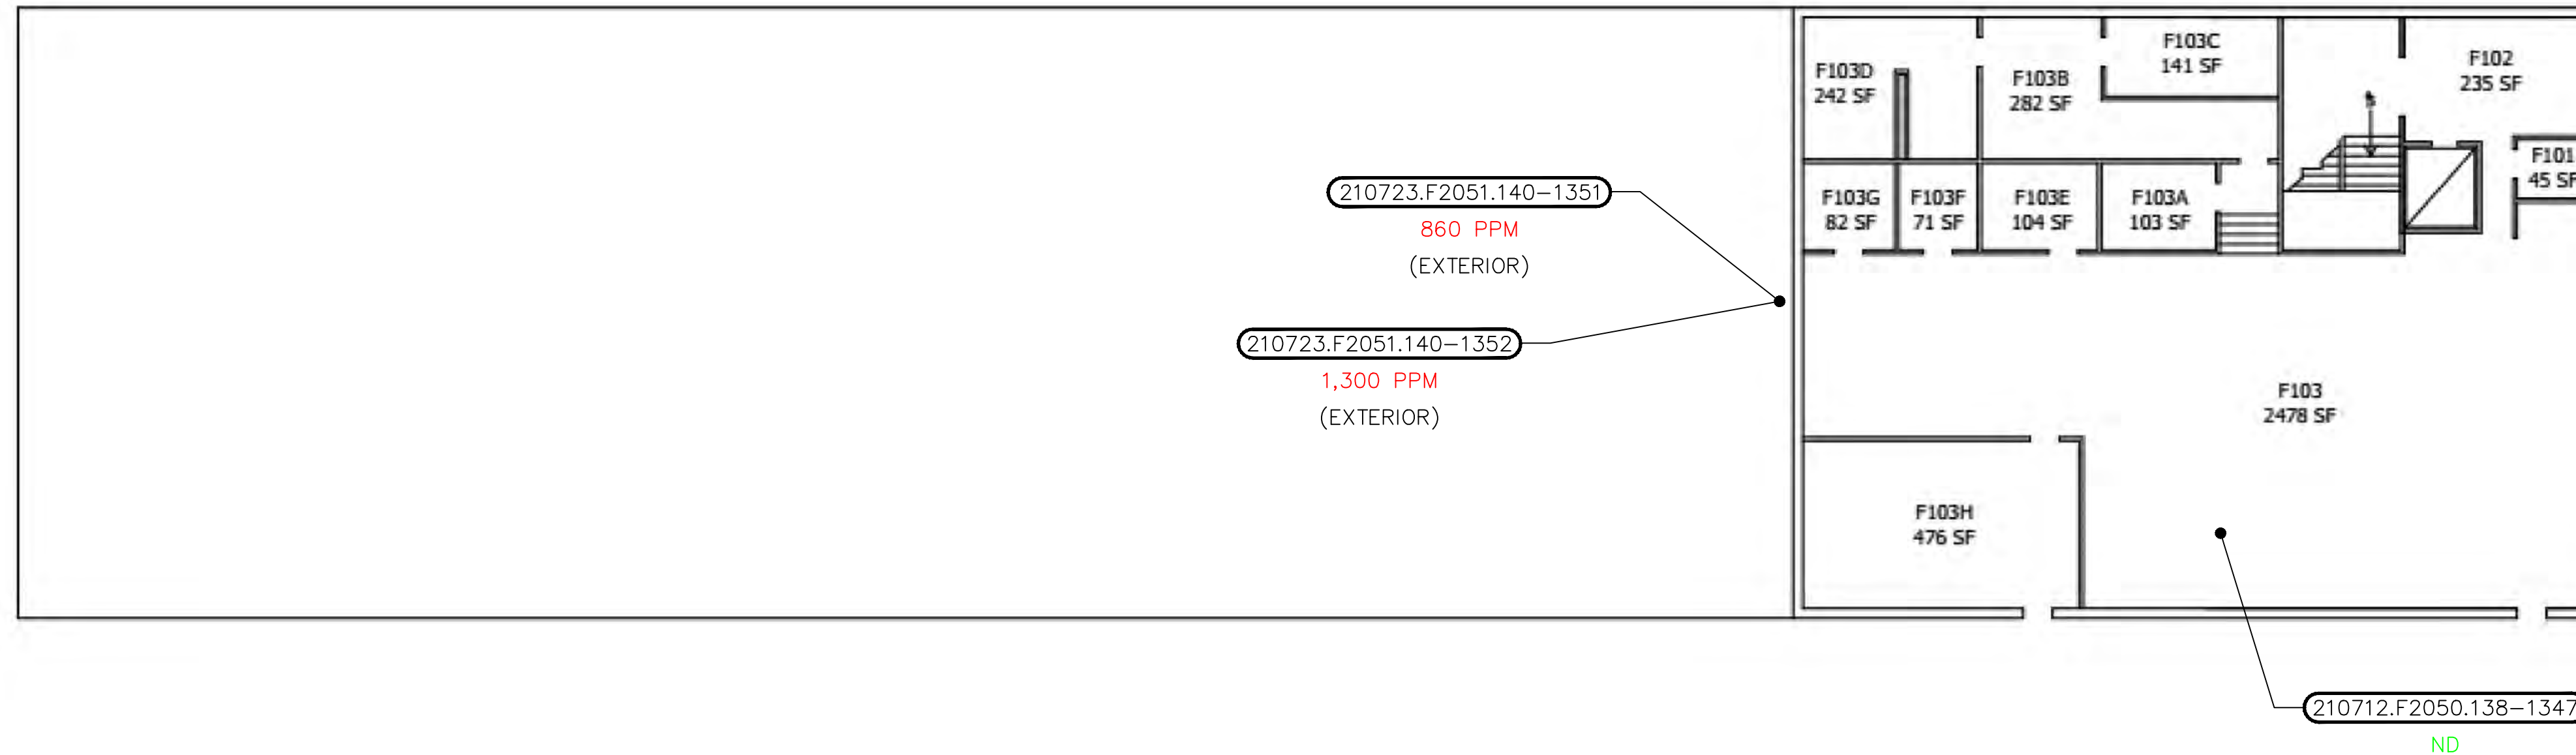 F103C
141 SF
F102
235 SF
F103D
242 SF
F103B
282 SF
F101
45 SF
210723.F2051.140-1351
860 PPM
(EXTERIOR)
F103G
82 SF
F103F
71 SF
F103E
104 SF
F103A
103 SF
210723.F2051.140-1352
1,300 PPM
(EXTERIOR)
F103
2478 SF
F103H
476 SF
210712.F2050.138-1347
ND